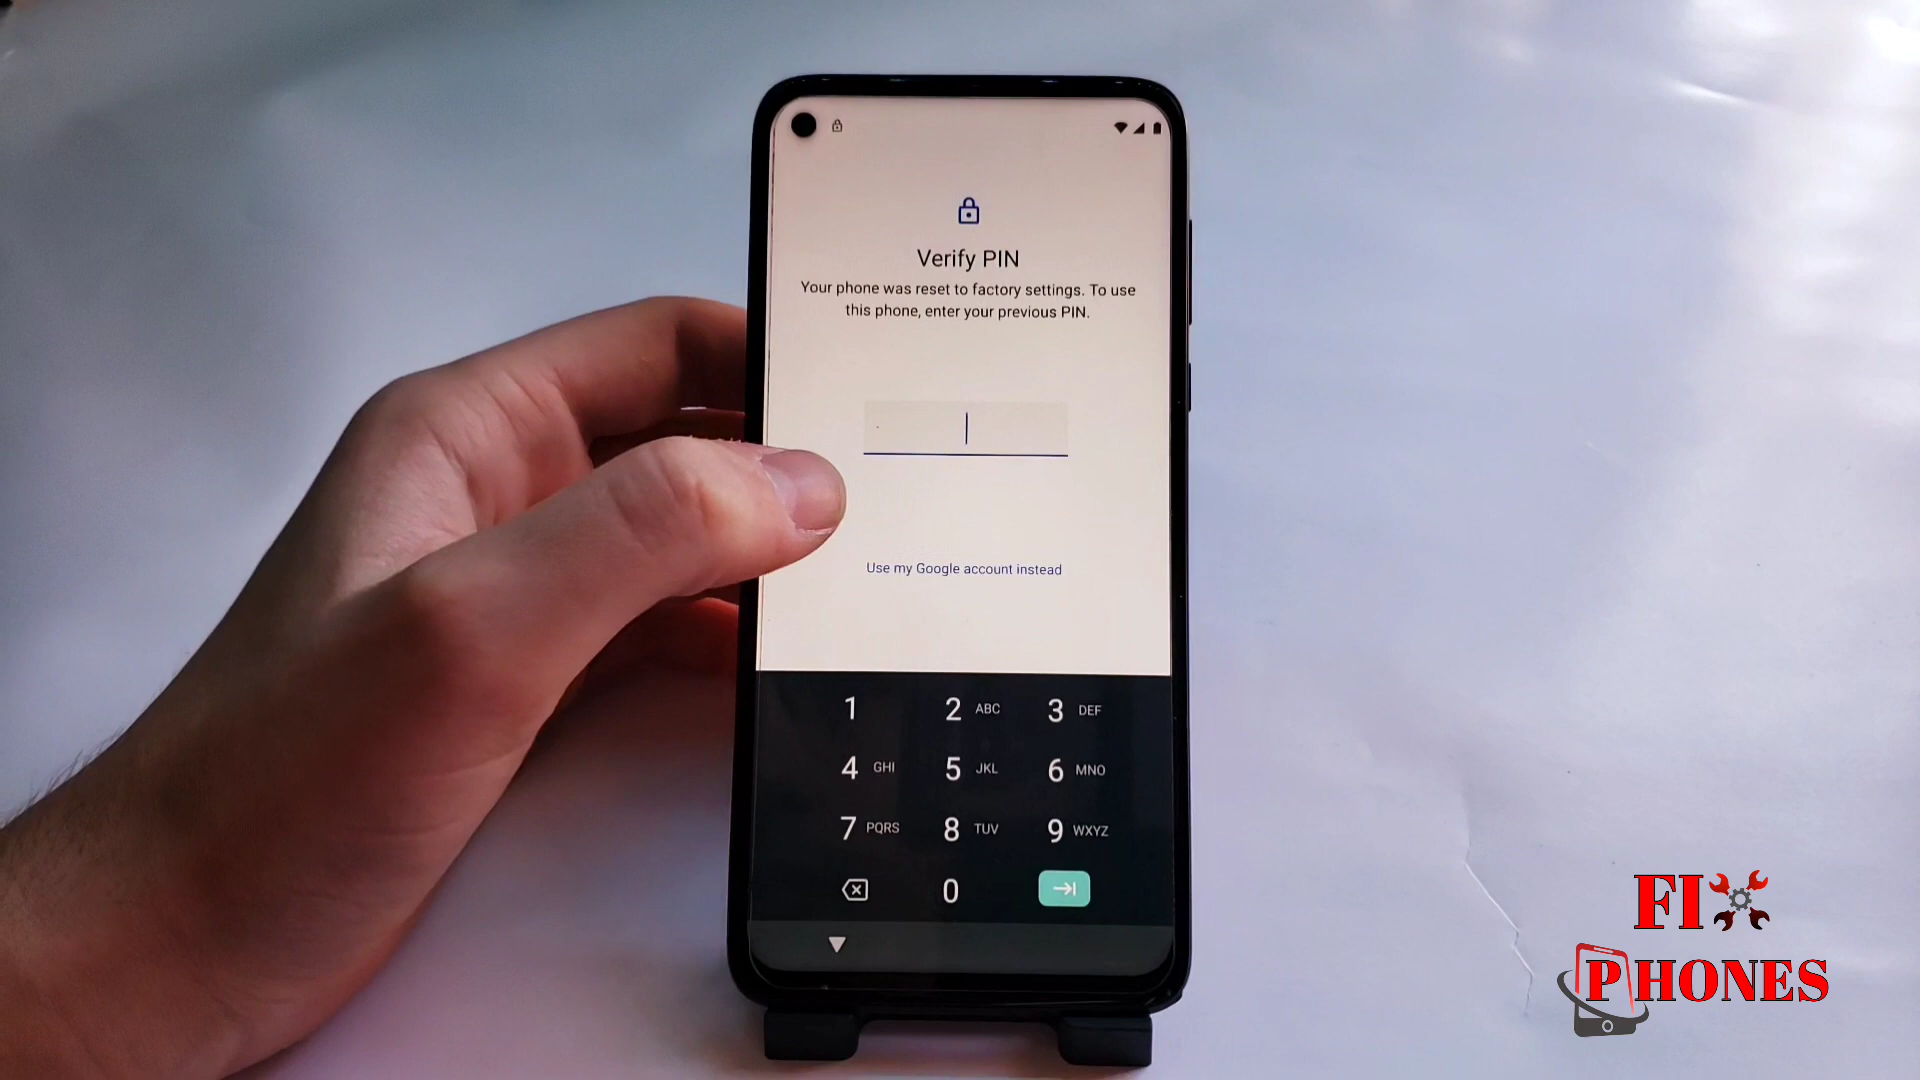 Verify PIN
Your phone was reset to factory settings. To use
this phone, enter your previous PIN.
Use my Google account instead
1 2 ABC 3 DEF
4 GHI 5 JKL 6 MNO
7 PQRS 8 TUV 9 WXYZ
0
FIX
PHONES